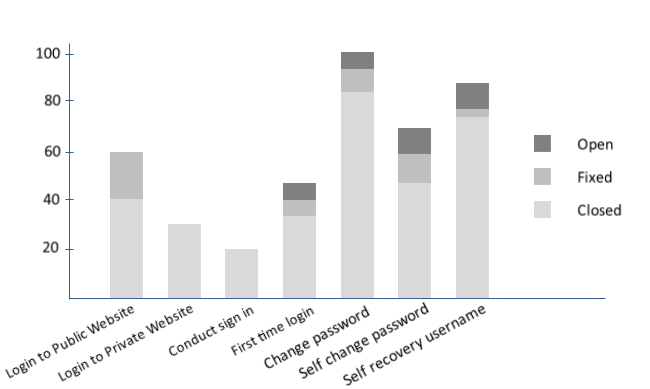 100
80
60
40
20
Open
Fixed
Closed
Login to Public Website
Login to Private Website
Conduct sign in
First time login
Change password
Self change password
Self recovery username